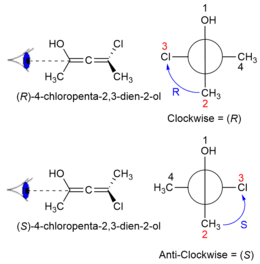 1
OH
HO
Cl
3
Cl
CH₃
4
H₃C
CH₃
R
CH₃
2
(R)-4-chloropenta-2,3-dien-2-ol
Clockwise = (R)
1
OH
HO
CH₃
H₃C
4
3
Cl
H₃C
Cl
S
CH₃
2
(S)-4-chloropenta-2,3-dien-2-ol
Anti-Clockwise = (S)